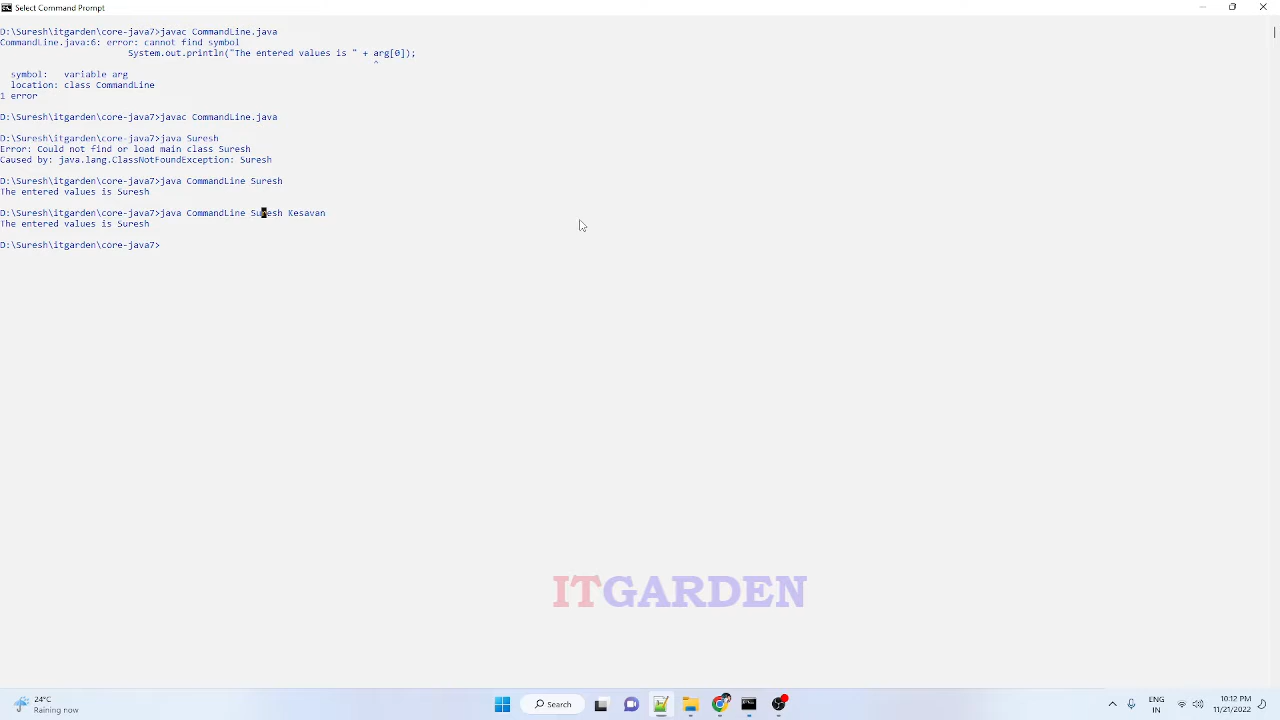 Select Command Prompt
D:\Suresh\itgarden\core-java7>javac CommandLine.java
CommandLine.java:6: error: cannot find symbol
System.out.println("The entered values is " + arg[0]);
^
symbol: variable arg
location: class CommandLine
1 error
D:\Suresh\itgarden\core-java7>javac CommandLine.java
D:\Suresh\itgarden\core-java7>java Suresh
Error: Could not find or load main class Suresh
Caused by: java.lang.ClassNotFoundException: Suresh
D:\Suresh\itgarden\core-java7>java CommandLine Suresh
The entered values is Suresh
D:\Suresh\itgarden\core-java7>java CommandLine Suresh Kesavan
The entered values is Suresh
D:\Suresh\itgarden\core-java7>
ITGARDEN
24°C
Raining now
Search
ENG
IN
10:12 PM
11/21/2022